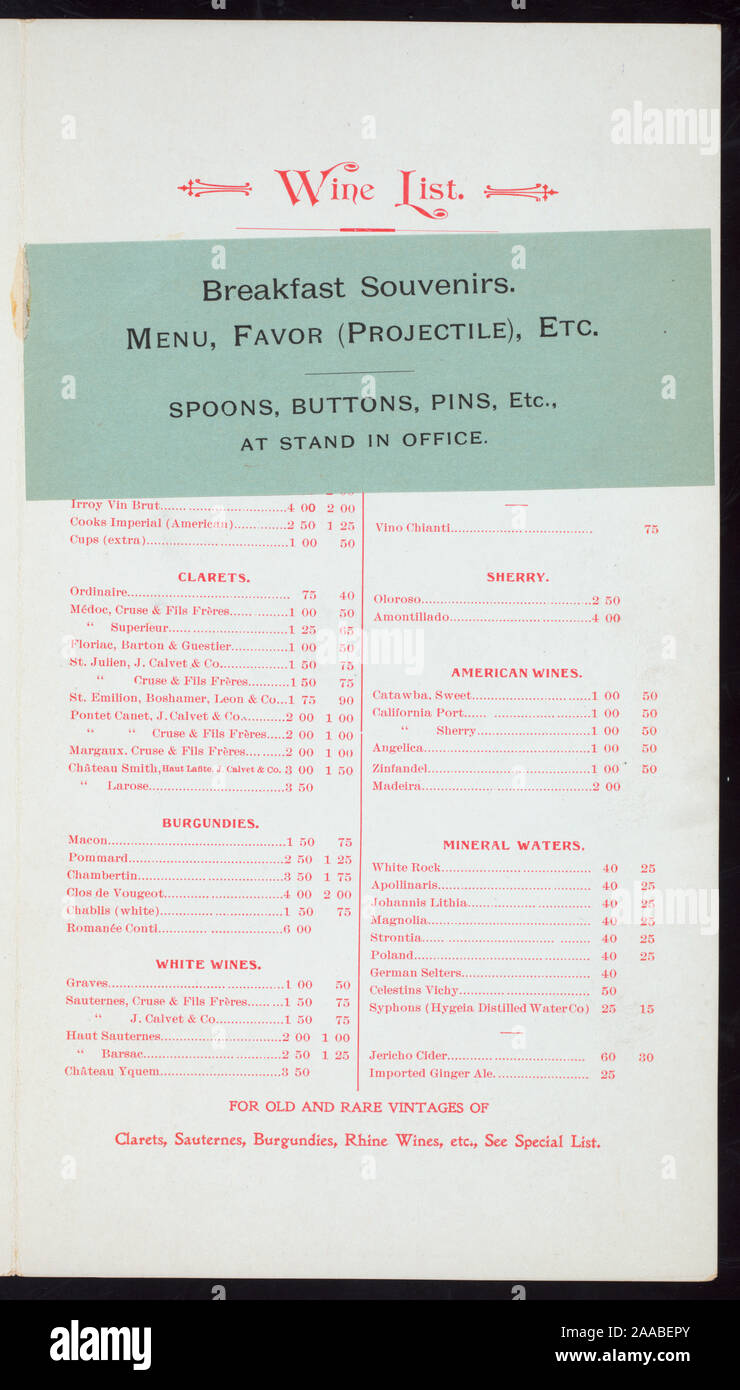 Wine List.
Breakfast Souvenirs.
MENU, FAVOR (PROJECTILE), ETC.
SPOONS, BUTTONS, PINS, Etc.,
AT STAND IN OFFICE.
Irroy Vin Brut 4 00 2 00
Cooks Imperial (American) 2 50 1 25
Cups (extra) 1 00 50
CLARETS.
Ordinaire 75 40
Médoc, Cruse & Fils Frères 1 00 50
" Superieur 1 25 65
Floriac, Barton & Guestier 1 00 50
St. Julien, J. Calvet & Co. 1 50 75
" Cruse & Fils Frères 1 50 75
St. Emilion, Boshamer, Leon & Co. 1 75 90
Pontet Canet, J. Calvet & Co. 2 00 1 00
" " Cruse & Fils Frères 2 00 1 00
Margaux, Cruse & Fils Frères 2 00 1 00
Château Smith, Haut Lafite, J. Calvet & Co. 3 00 1 50
" Larose 3 50
BURGUNDIES.
Macon 1 50 75
Pommard 2 50 1 25
Chambertin 3 50 1 75
Clos de Vougeot 4 00 2 00
Chablis (white) 1 50 75
Romanée Conti 6 00
WHITE WINES.
Graves 1 00 50
Sauternes, Cruse & Fils Frères 1 50 75
" J. Calvet & Co. 1 50 75
Haut Sauternes 2 00 1 00
" Barsac 2 50 1 25
Château Yquem 3 50
Vino Chianti 75
SHERRY.
Oloroso 2 50
Amontillado 4 00
AMERICAN WINES.
Catawba, Sweet 1 00 50
California Port 1 00 50
" Sherry 1 00 50
Angelica 1 00 50
Zinfandel 1 00 50
Madeira 2 00
MINERAL WATERS.
White Rock 40 25
Apollinaris 40 25
Johannis Lithia 40 25
Magnolia 40 25
Strontia 40 25
Poland 40 25
German Selters 40
Celestins Vichy 50
Syphons (Hygeia Distilled Water Co) 25 15
Jericho Cider 60 30
Imported Ginger Ale 25
FOR OLD AND RARE VINTAGES OF
Clarets, Sauternes, Burgundies, Rhine Wines, etc., See Special List.
alamy
Image ID: 2AABEPY
www.alamy.com